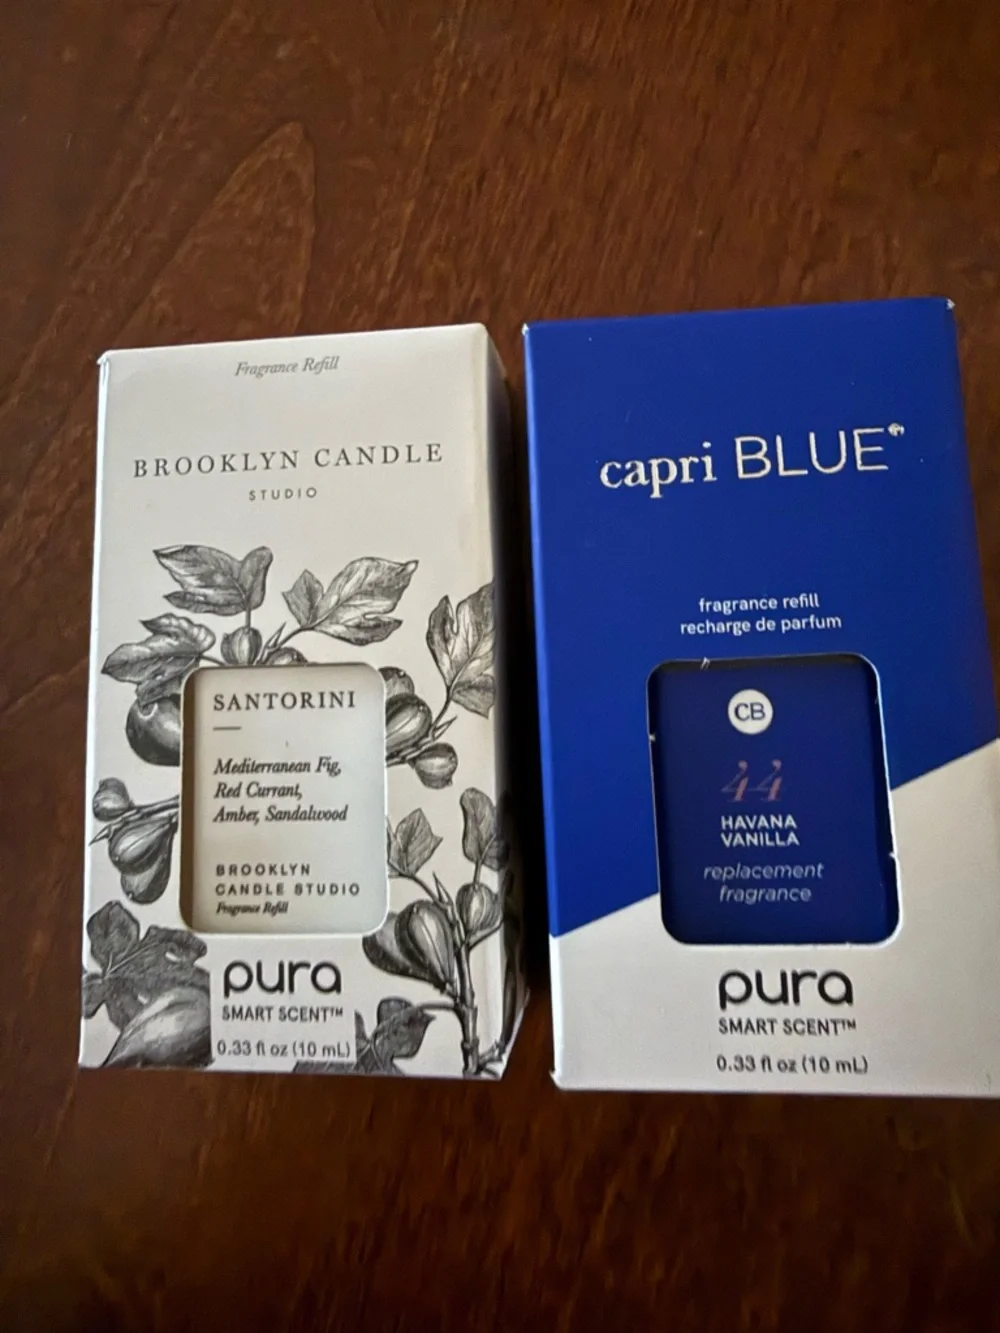 Fragrance Refill
BROOKLYN CANDLE
STUDIO
SANTORINI
Mediterranean Fig,
Red Currant,
Amber, Sandalwood
BROOKLYN
CANDLE STUDIO
Fragrance Refill
pura
SMART SCENT™
0.33 fl oz (10 mL)
capri BLUE®
fragrance refill
recharge de parfum
CB
44
HAVANA
VANILLA
replacement
fragrance
pura
SMART SCENT™
0.33 fl oz (10 mL)